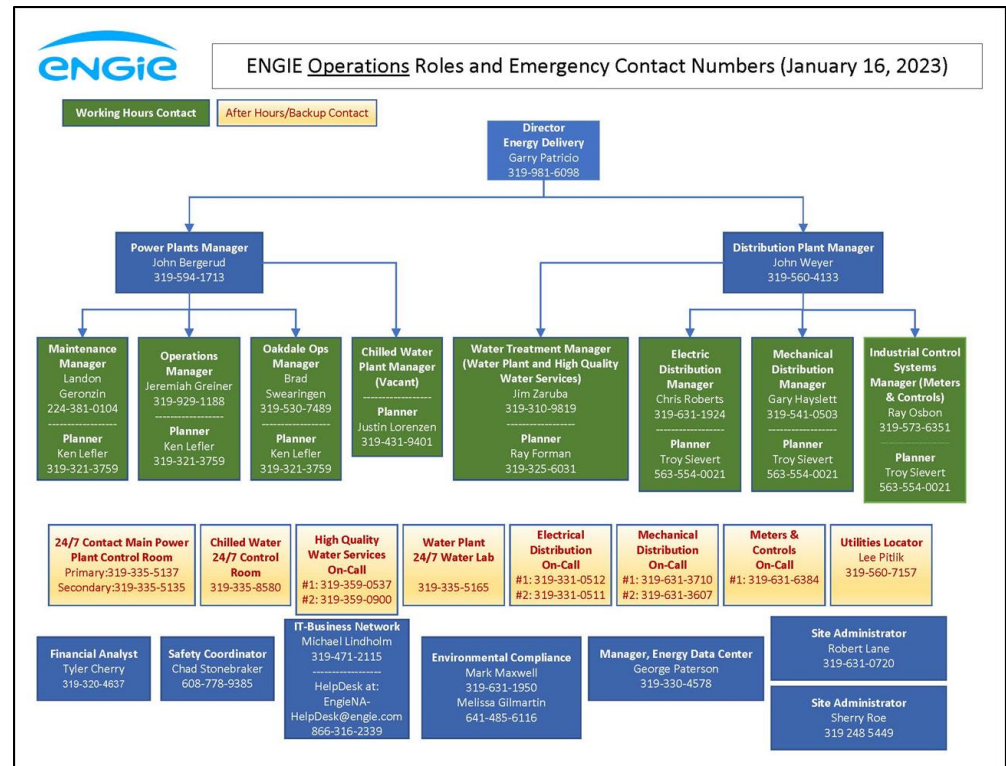 ENGIE
ENGIE Operations Roles and Emergency Contact Numbers (January 16, 2023)
Working Hours Contact
After Hours/Backup Contact
Director
Energy Delivery
Garry Patricio
319-981-6098
Power Plants Manager
John Bergerud
319-594-1713
Distribution Plant Manager
John Weyer
319-560-4133
Maintenance
Manager
Landon
Geronzin
224-381-0104
-------------------
Planner
Ken Lefler
319-321-3759
Operations
Manager
Jeremiah Greiner
319-929-1188
-------------------
Planner
Ken Lefler
319-321-3759
Oakdale Ops
Manager
Brad
Swearingen
319-530-7489
-------------------
Planner
Ken Lefler
319-321-3759
Chilled Water
Plant Manager
(Vacant)
-------------------
Planner
Justin Lorenzen
319-431-9401
Water Treatment Manager
(Water Plant and High Quality
Water Services)
Jim Zaruba
319-310-9819
-------------------
Planner
Ray Forman
319-325-6031
Electric
Distribution
Manager
Chris Roberts
319-631-1924
-------------------
Planner
Troy Sievert
563-554-0021
Mechanical
Distribution
Manager
Gary Hayslett
319-541-0503
-------------------
Planner
Troy Sievert
563-554-0021
Industrial Control
Systems
Manager (Meters
& Controls)
Ray Osbon
319-573-6351
-------------------
Planner
Troy Sievert
563-554-0021
24/7 Contact Main Power
Plant Control Room
Primary:319-335-5137
Secondary:319-335-5135
Chilled Water
24/7 Control
Room
319-335-8580
High Quality
Water Services
On-Call
#1: 319-359-0537
#2: 319-359-0900
Water Plant
24/7 Water Lab
319-335-5165
Electrical
Distribution
On-Call
#1: 319-331-0512
#2: 319-331-0511
Mechanical
Distribution
On-Call
#1: 319-631-3710
#2: 319-631-3607
Meters &
Controls
On-Call
#1: 319-631-6384
Utilities Locator
Lee Pitlik
319-560-7157
Financial Analyst
Tyler Cherry
319-320-4637
Safety Coordinator
Chad Stonebraker
608-778-9385
IT-Business Network
Michael Lindholm
319-471-2115
-------------------
HelpDesk at:
EngieNA-
HelpDesk@engie.com
866-316-2339
Environmental Compliance
Mark Maxwell
319-631-1950
Melissa Gilmartin
641-485-6116
Manager, Energy Data Center
George Paterson
319-330-4578
Site Administrator
Robert Lane
319-631-0720
Site Administrator
Sherry Roe
319 248 5449